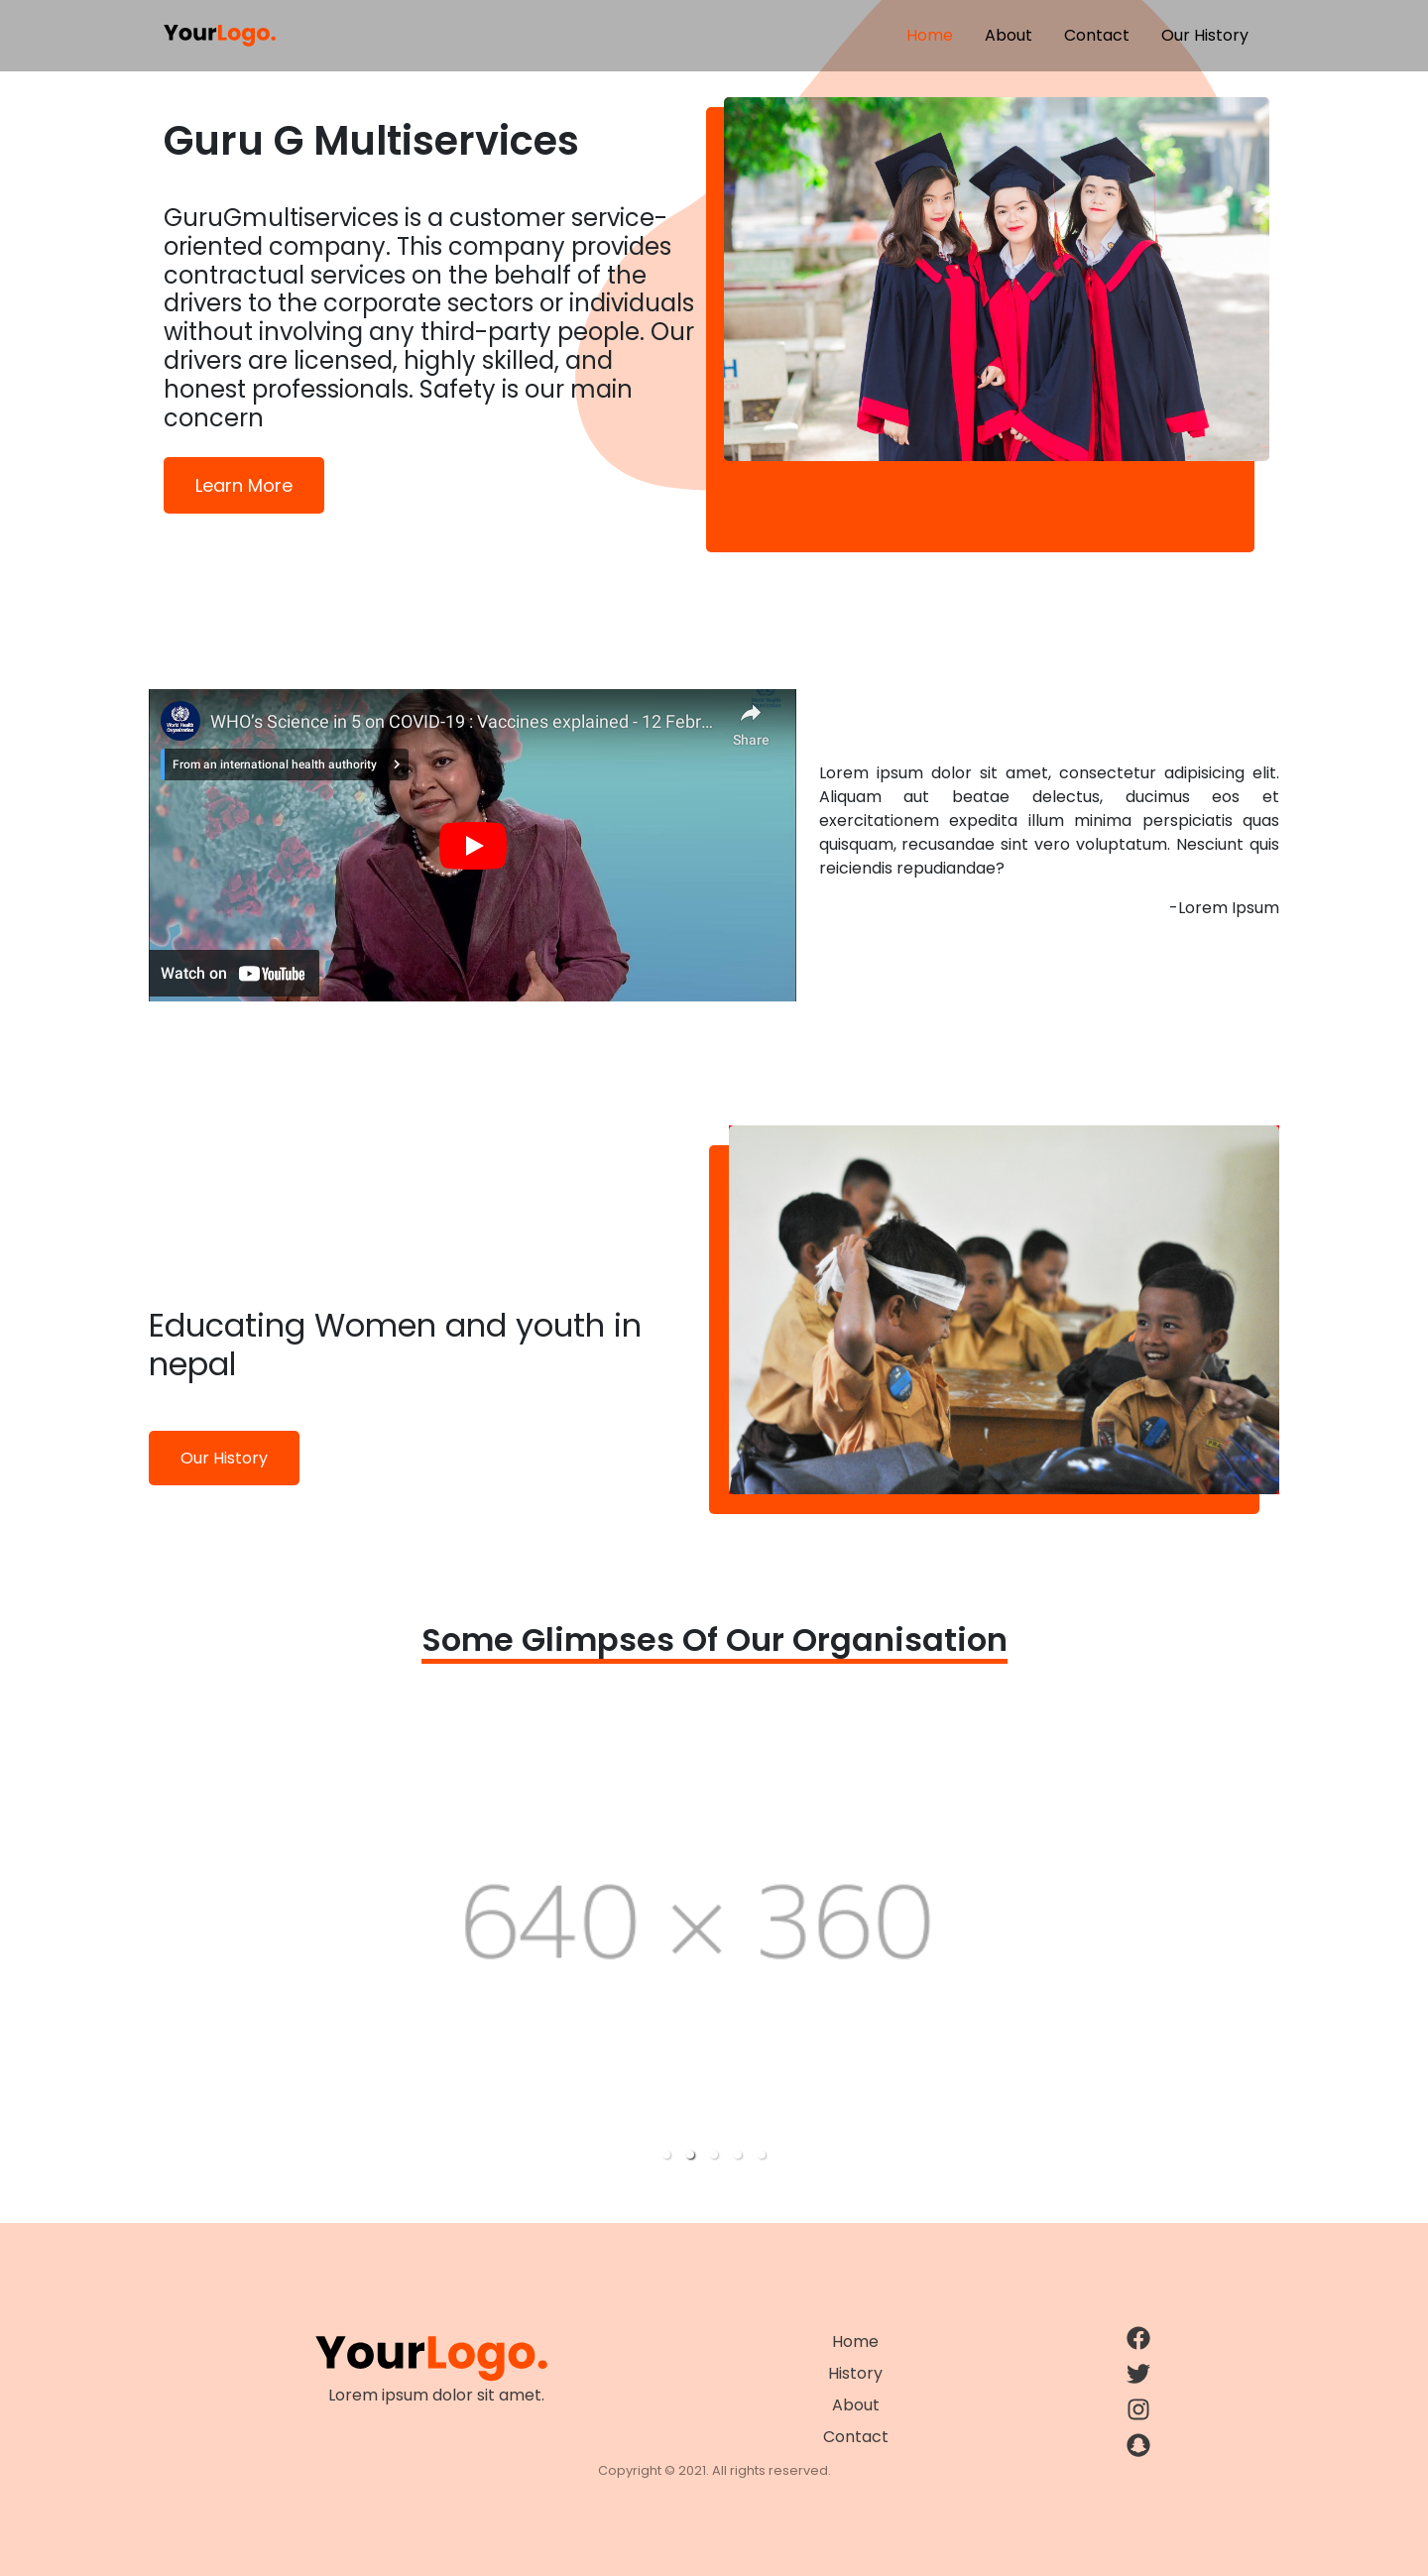 YourLogo.
Home About Contact Our History
Guru G Multiservices
GuruGmultiservices is a customer service-
oriented company. This company provides
contractual services on the behalf of the
drivers to the corporate sectors or individuals
without involving any third-party people. Our
drivers are licensed, highly skilled, and
honest professionals. Safety is our main
concern
Learn More
WHO's Science in 5 on COVID-19 : Vaccines explained - 12 Febr...
Share
From an international health authority
Watch on YouTube
Lorem ipsum dolor sit amet, consectetur adipisicing elit.
Aliquam aut beatae delectus, ducimus eos et
exercitationem expedita illum minima perspiciatis quas
quisquam, recusandae sint vero voluptatum. Nesciunt quis
reiciendis repudiandae?
-Lorem Ipsum
Educating Women and youth in
nepal
Our History
Some Glimpses Of Our Organisation
640 × 360
YourLogo.
Lorem ipsum dolor sit amet.
Home
History
About
Contact
Copyright © 2021. All rights reserved.